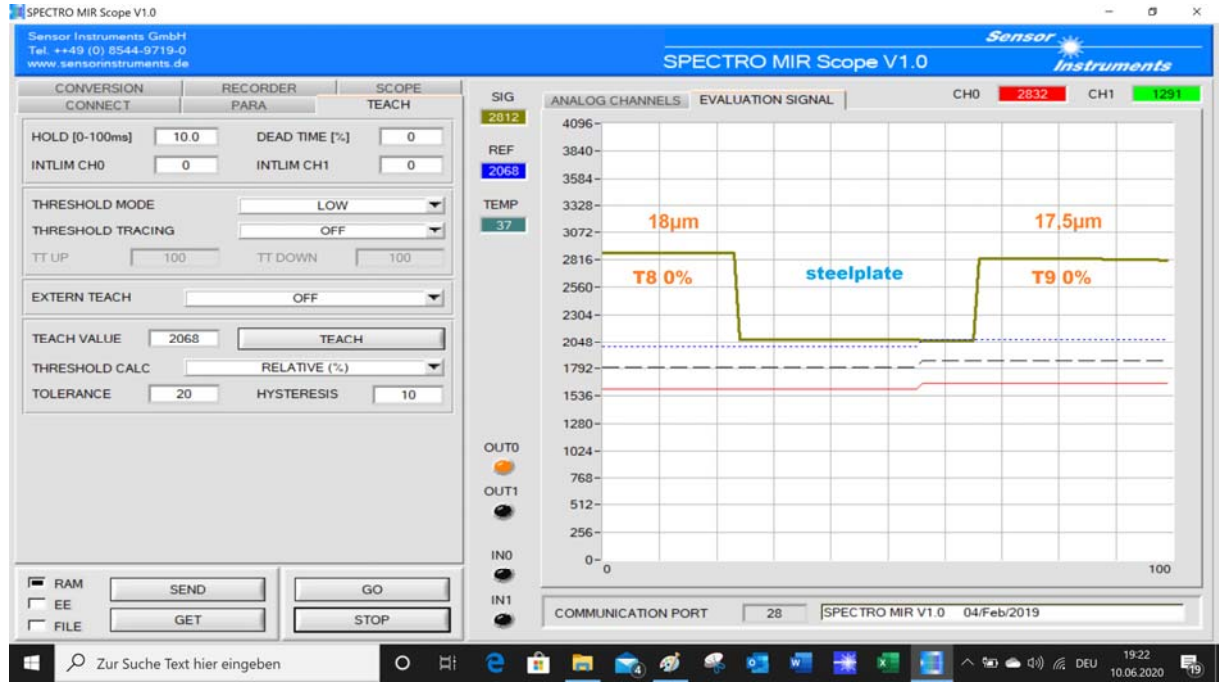 SPECTRO MIR Scope V1.0
Sensor Instruments GmbH
Tel. ++49 (0) 8544-9719-0
www.sensorinstruments.de
SPECTRO MIR Scope V1.0
Sensor
Instruments
CONVERSION RECORDER SCOPE
CONNECT PARA TEACH
HOLD [0-100ms] 10.0 DEAD TIME [%] 0
INTLIM CH0 0 INTLIM CH1 0
THRESHOLD MODE LOW
THRESHOLD TRACING OFF
TT UP 100 TT DOWN 100
EXTERN TEACH OFF
TEACH VALUE 2068 TEACH
THRESHOLD CALC RELATIVE (%)
TOLERANCE 20 HYSTERESIS 10
RAM
EE
FILE
SEND GO
GET STOP
SIG
2812
REF
2068
TEMP
37
OUT0
OUT1
IN0
IN1
ANALOG CHANNELS EVALUATION SIGNAL
CH0 2832 CH1 1291
4096
3840
3584
3328
3072
2816
2560
2304
2048
1792
1536
1280
1024
768
512
256
0
0 100
18µm 17,5µm
T8 0% steelplate T9 0%
COMMUNICATION PORT 28 SPECTRO MIR V1.0 04/Feb/2019
Zur Suche Text hier eingeben
4
DEU
19:22
10.06.2020
19